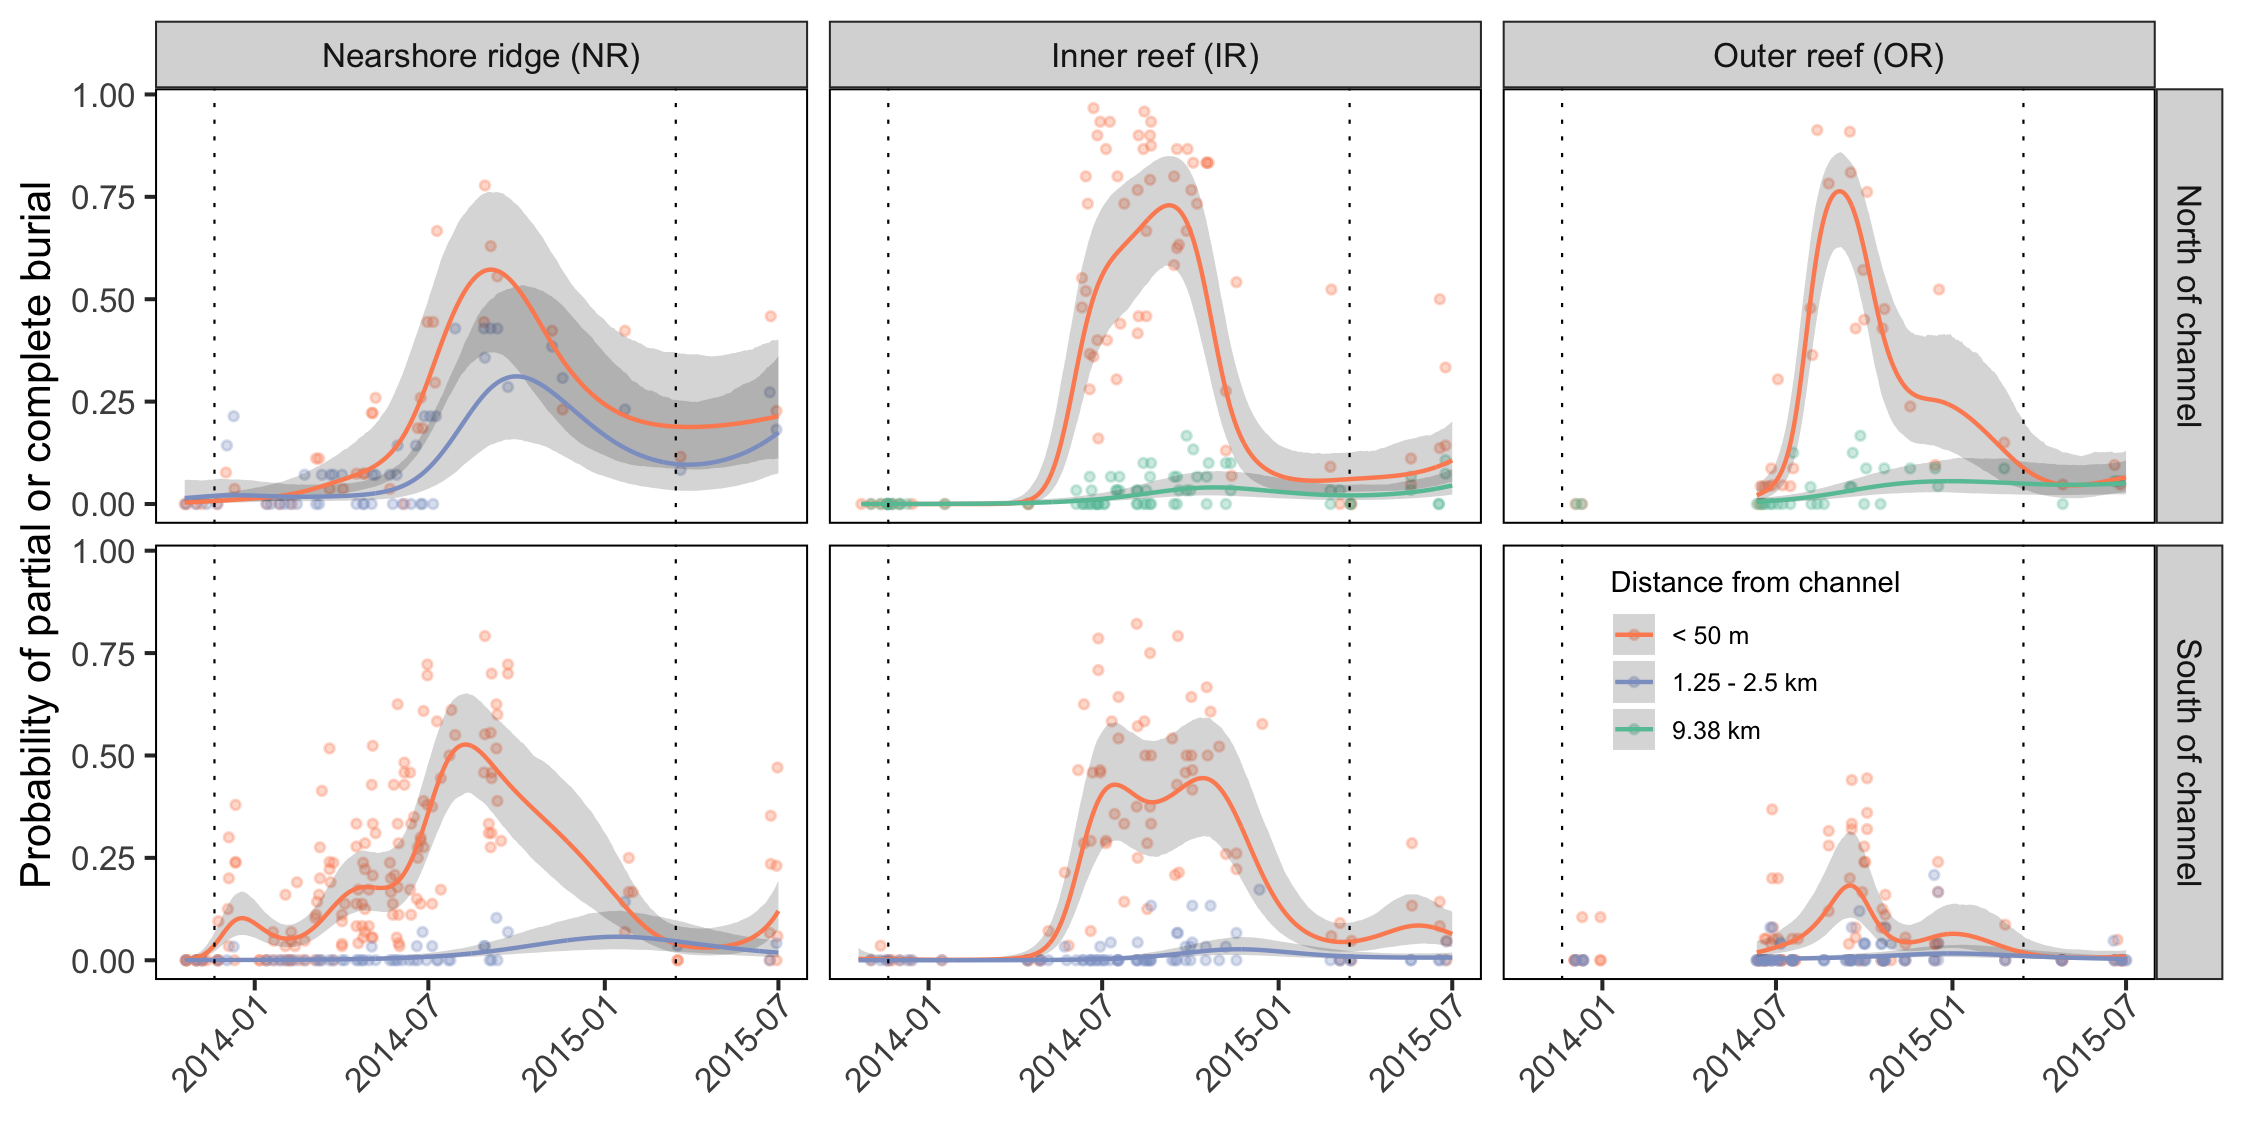 Nearshore ridge (NR)
Inner reef (IR)
Outer reef (OR)
Probability of partial or complete burial
1.00
0.75
0.50
0.25
0.00
North of channel
1.00
0.75
0.50
0.25
0.00
South of channel
Distance from channel
< 50 m
1.25 - 2.5 km
9.38 km
2014-01
2014-07
2015-01
2015-07
2014-01
2014-07
2015-01
2015-07
2014-01
2014-07
2015-01
2015-07